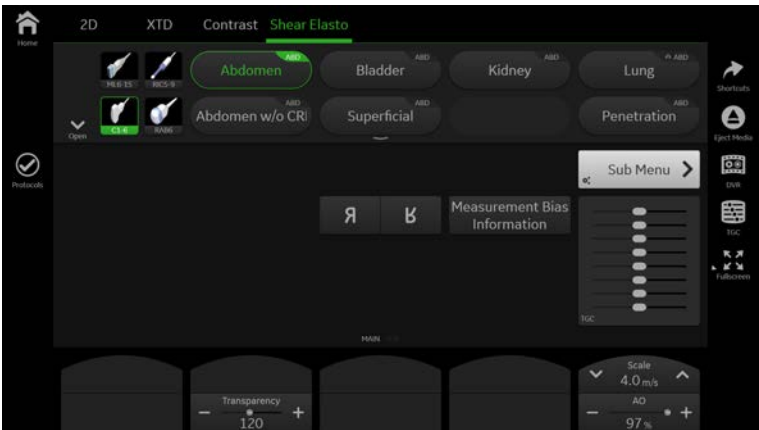 2D XTD Contrast Shear Elasto
Home
ABD ABD ABD ABD
Abdomen Bladder Kidney Lung
ML6-15 RIC5-9
Shortcuts
ABD ABD ABD
Abdomen w/o CRI Superficial Penetration
Open C1-6 RAB6
Eject Media
Protocols
Sub Menu
DVR
R R
Measurement Bias
Information
TGC
Fullscreen
TGC
MAIN
Scale
4.0 m/s
Transparency
120
AO
97 %